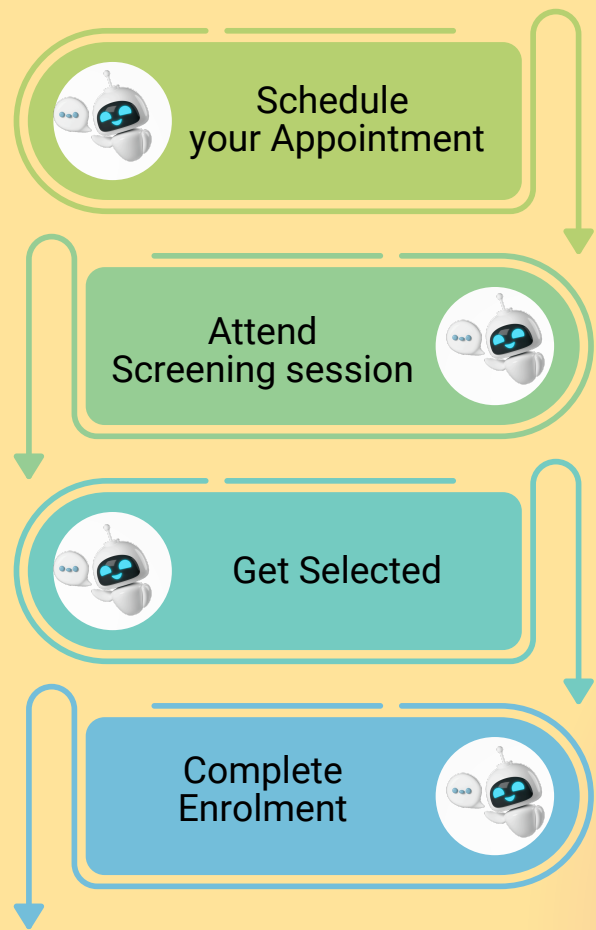 Schedule
your Appointment
Attend
Screening session
Get Selected
Complete
Enrolment